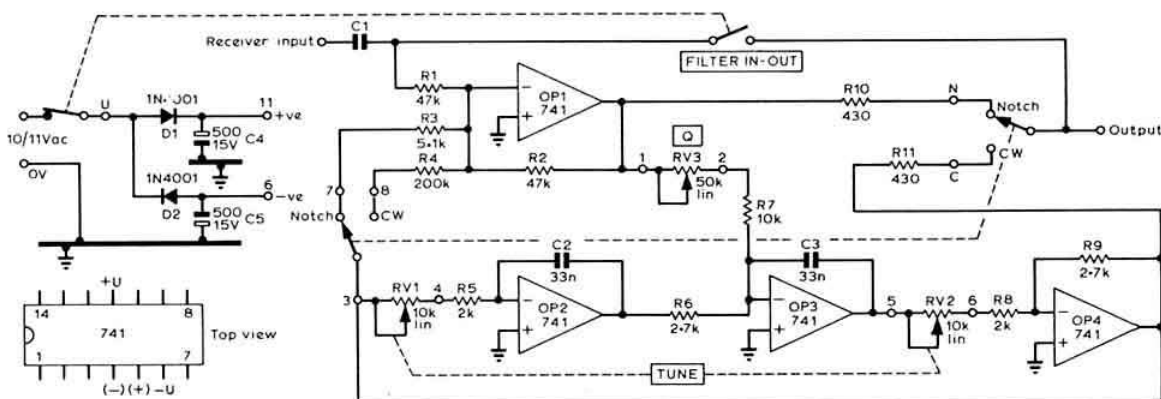 C1
Receiver input
FILTER IN-OUT
R1
47k
OP1
741
R10
430
N
Notch
Output
CW
R11
430
C
1N4001
D1
U
11
+ve
500
15V
C4
10/11Vac
0V
1N4001
D2
6
-ve
500
15V
C5
R3
5·1k
R4
200k
R2
47k
Q
1
RV3
2
50k
lin
R7
10k
7
8
Notch
CW
C2
33n
C3
33n
R9
2·7k
3
RV1
10k
lin
4
R5
2k
OP2
741
R6
2·7k
OP3
741
5
RV2
10k
lin
6
R8
2k
OP4
741
TUNE
+U
14
8
741
Top view
1
7
(-)(+)-U